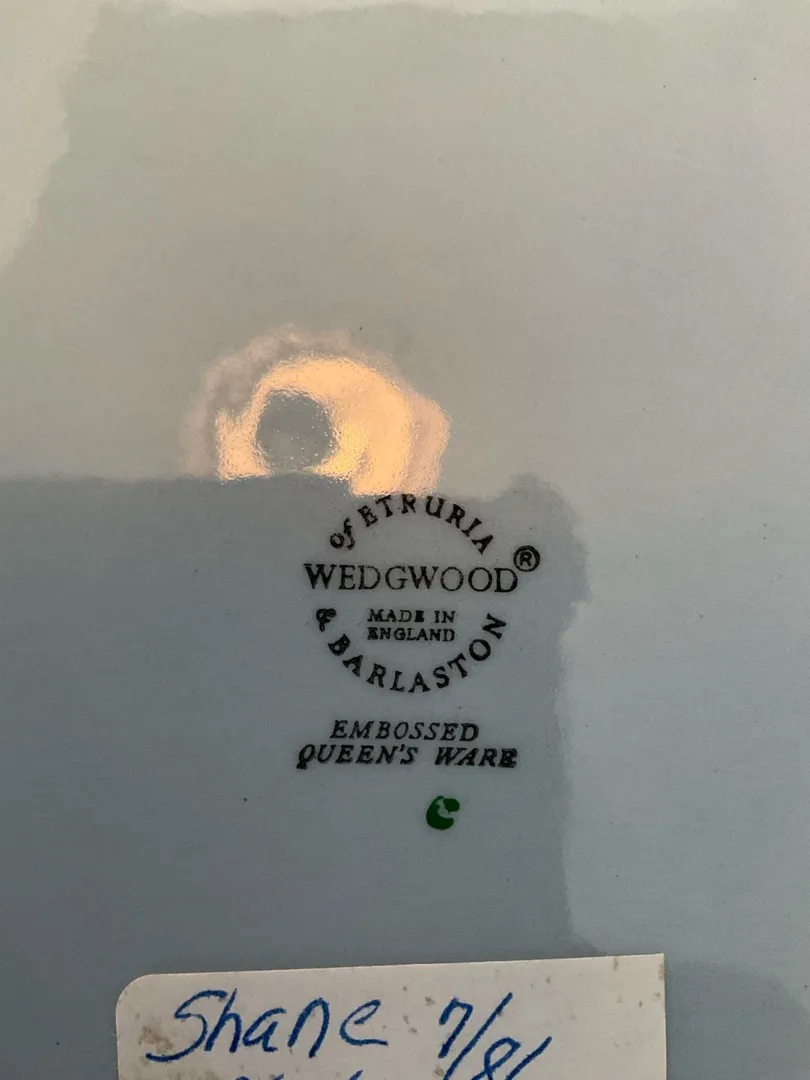 of ETRURIA
WEDGWOOD®
MADE IN
ENGLAND
& BARLASTON
EMBOSSED
QUEEN'S WARE
C
Shane 7/81